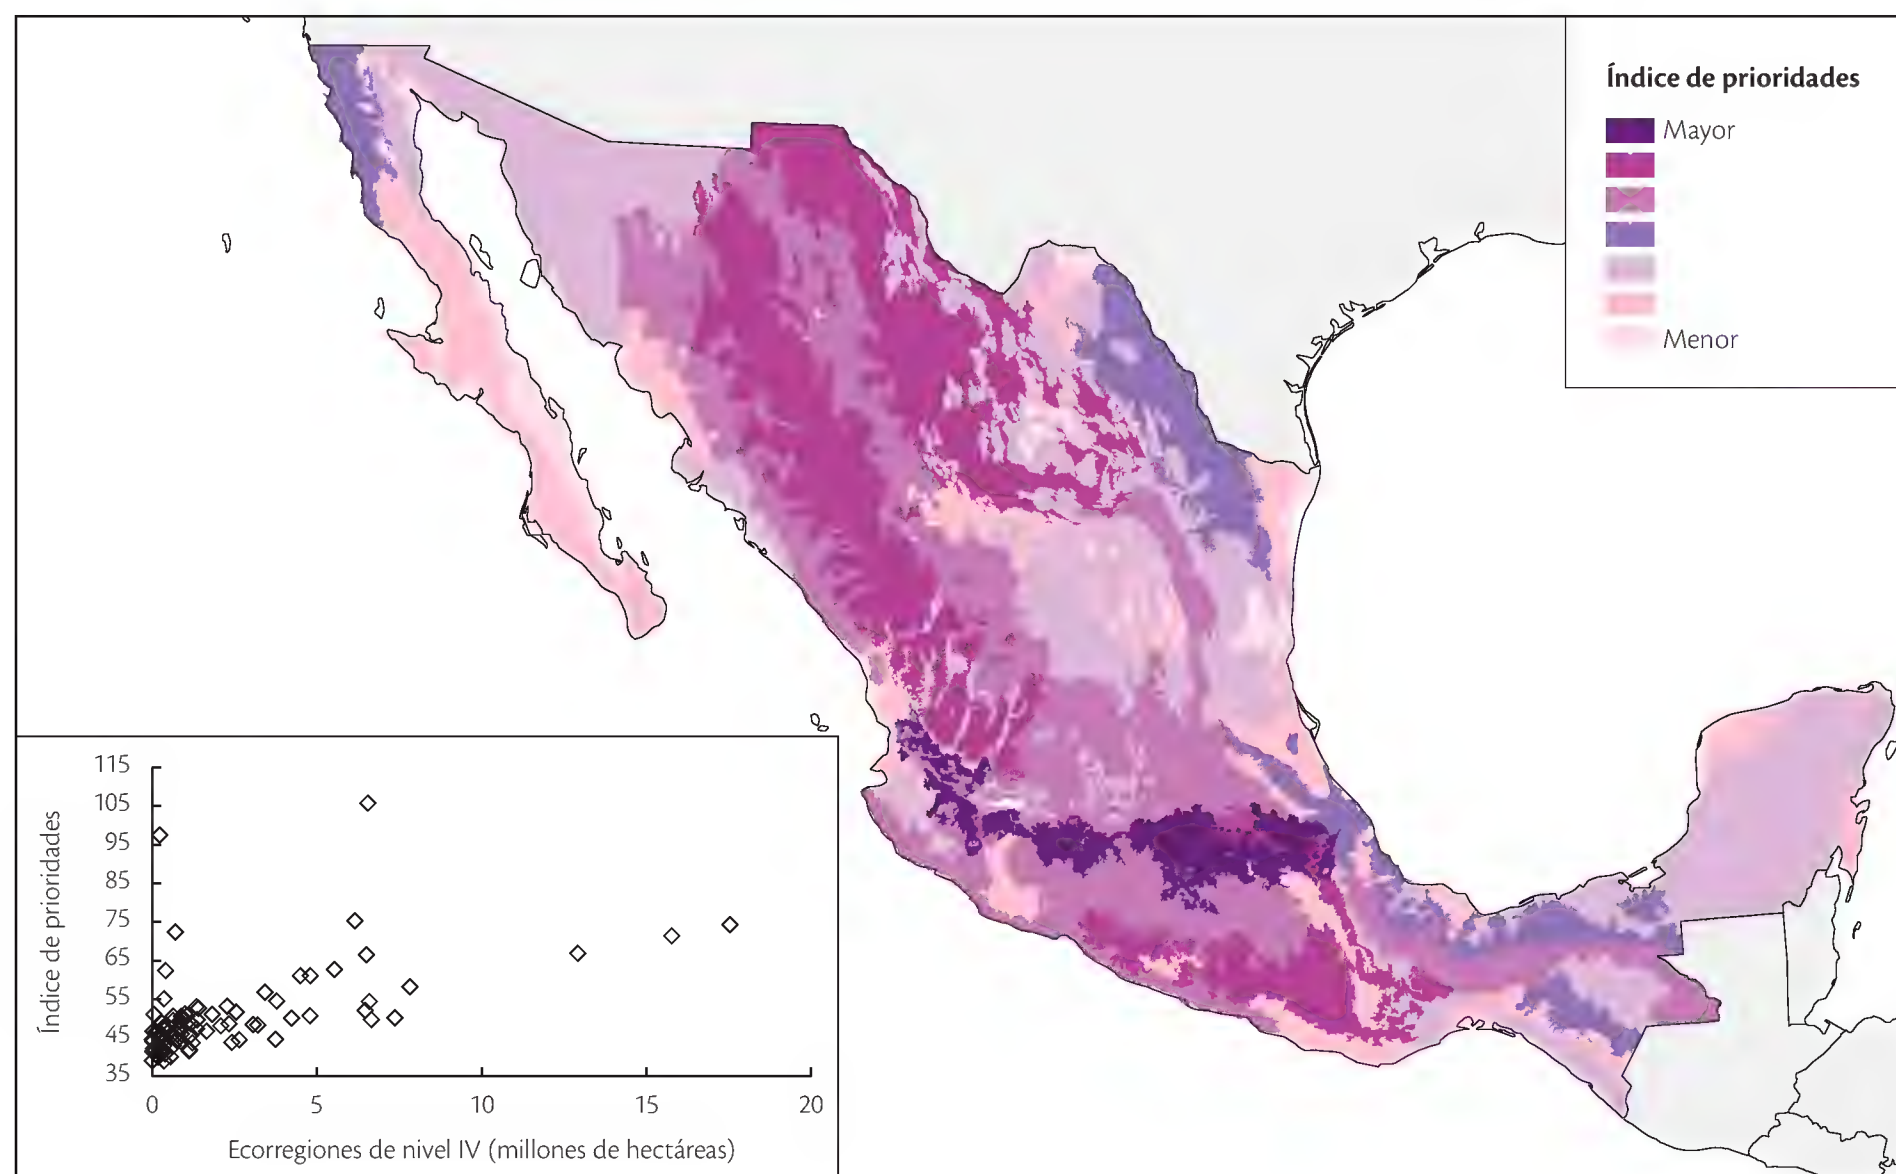 Índice de prioridades
Mayor
Menor
115
105
95
85
75
65
55
45
35
Índice de prioridades
0 5 10 15 20
Ecorregiones de nivel IV (millones de hectáreas)